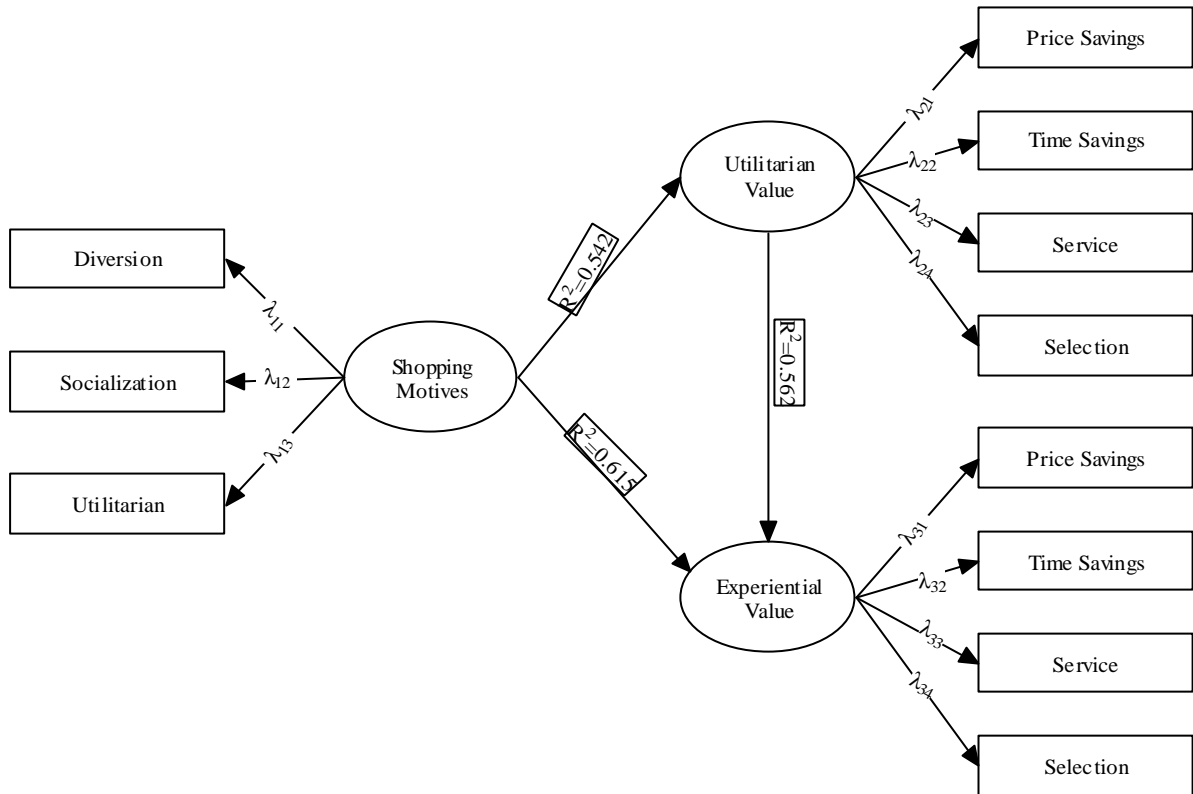 Price Savings
λ21
Time Savings
Utilitarian
Value
λ22
λ23
Service
Diversion
R²=0.542
λ24
λ11
R²=0.562
Selection
Shopping
Motives
Socialization
λ12
λ13
R²=0.615
Price Savings
Utilitarian
λ31
Time Savings
Experiential
Value
λ32
λ33
Service
λ34
Selection